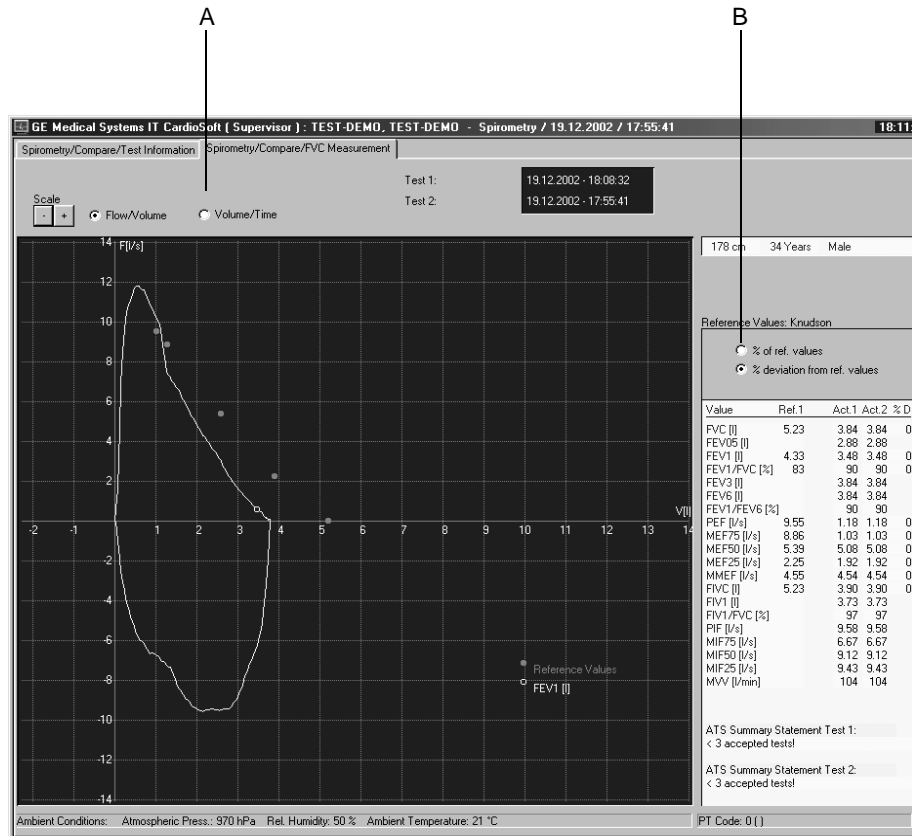 A B
GE Medical Systems IT CardioSoft ( Supervisor ) : TEST-DEMO, TEST-DEMO - Spirometry / 19.12.2002 / 17:55:41 18:11:
Spirometry/Compare/Test Information Spirometry/Compare/FVC Measurement
Test 1: 19.12.2002 - 18:08:32
Test 2: 19.12.2002 - 17:55:41
Scale
- + Flow/Volume Volume/Time
178 cm 34 Years Male
Reference Values: Knudson
% of ref. values
% deviation from ref. values
14 F[l/s]
12
10
8
6
4
2
V[l]
-2 -1 1 2 3 4 5 6 7 8 9 10 11 12 13 14
-2
-4
-6
-8
-10
-12
-14
Reference Values
FEV1 [l]
Value Ref.1 Act.1 Act.2 % D
FVC [l] 5.23 3.84 3.84 0
FEV05 [l] 2.88 2.88
FEV1 [l] 4.33 3.48 3.48 0
FEV1/FVC [%] 83 90 90 0
FEV3 [l] 3.84 3.84
FEV6 [l] 3.84 3.84
FEV1/FEV6 [%] 90 90
PEF [l/s] 9.55 1.18 1.18 0
MEF75 [l/s] 8.86 1.03 1.03 0
MEF50 [l/s] 5.39 5.08 5.08 0
MEF25 [l/s] 2.25 1.92 1.92 0
MMEF [l/s] 4.55 4.54 4.54 0
FIVC [l] 5.23 3.90 3.90 0
FIV1 [l] 3.73 3.73
FIV1/FVC [%] 97 97
PIF [l/s] 9.58 9.58
MIF75 [l/s] 6.67 6.67
MIF50 [l/s] 9.12 9.12
MIF25 [l/s] 9.43 9.43
MVV [l/min] 104 104
ATS Summary Statement Test 1:
< 3 accepted tests!
ATS Summary Statement Test 2:
< 3 accepted tests!
Ambient Conditions: Atmospheric Press.: 970 hPa Rel. Humidity: 50 % Ambient Temperature: 21 °C PT Code: 0 ( )